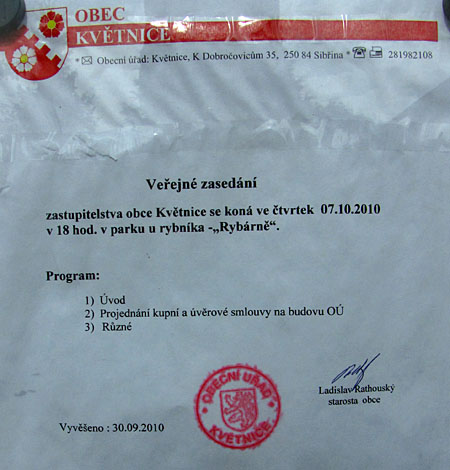 OBEC
KVĚTNICE
* Obecní úřad: Květnice, K Dobročovicům 35, 250 84 Sibřina * 281982108
Veřejné zasedání
zastupitelstva obce Květnice se koná ve čtvrtek 07.10.2010
v 18 hod. v parku u rybníka -„Rybárně“.
Program:
1) Úvod
2) Projednání kupní a úvěrové smlouvy na budovu OÚ
3) Různé
OBECNÍ ÚŘAD
KVĚTNICE
Ladislav Rathouský
starosta obce
Vyvěšeno : 30.09.2010